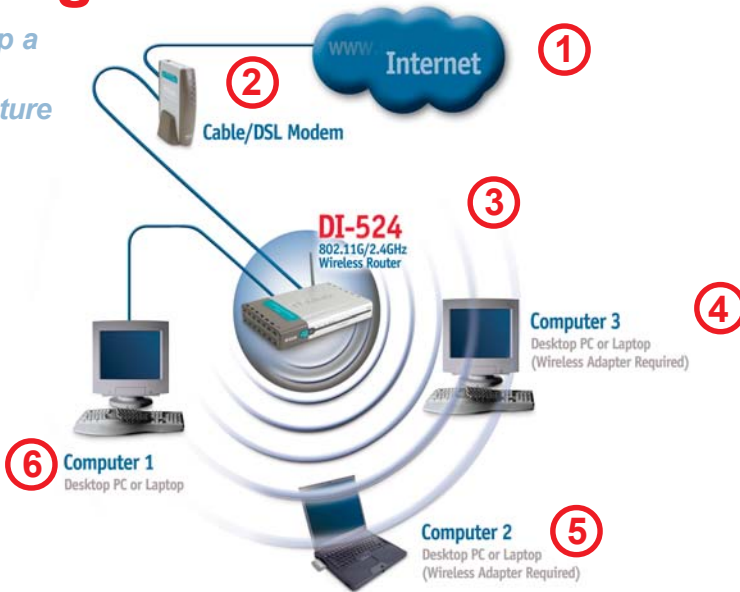 g
p a
ture
www.
Internet
1
2
Cable/DSL Modem
3
DI-524
802.11G/2.4GHz
Wireless Router
Computer 3
Desktop PC or Laptop
(Wireless Adapter Required)
4
6
Computer 1
Desktop PC or Laptop
Computer 2
Desktop PC or Laptop
(Wireless Adapter Required)
5